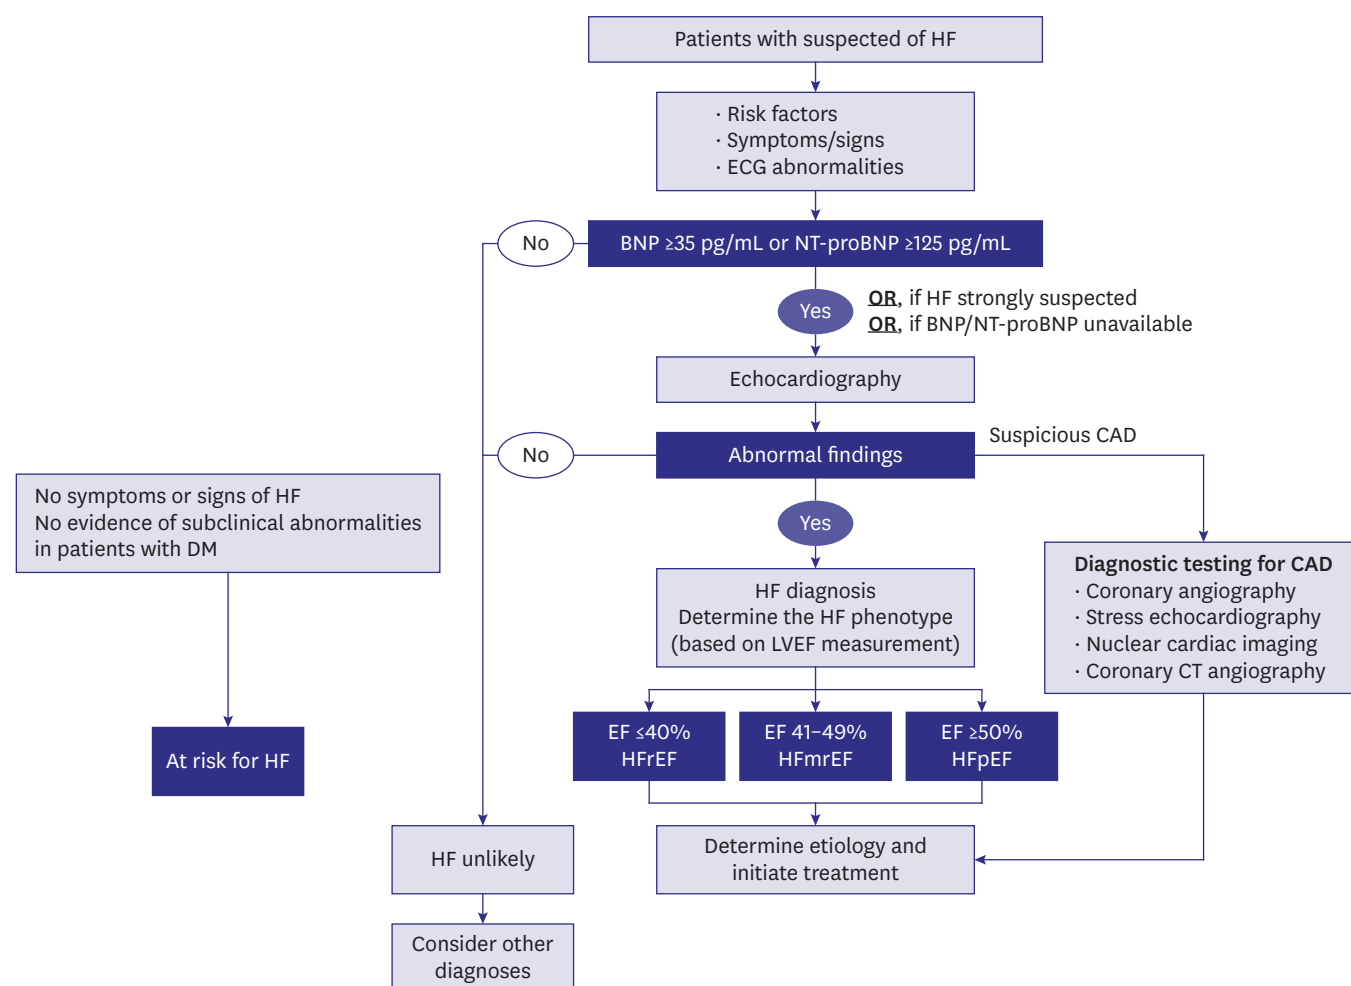 Patients with suspected of HF
· Risk factors
· Symptoms/signs
· ECG abnormalities
No
BNP ≥35 pg/mL or NT-proBNP ≥125 pg/mL
Yes
OR, if HF strongly suspected
OR, if BNP/NT-proBNP unavailable
Echocardiography
No
Abnormal findings
Suspicious CAD
Yes
No symptoms or signs of HF
No evidence of subclinical abnormalities
in patients with DM
HF diagnosis
Determine the HF phenotype
(based on LVEF measurement)
Diagnostic testing for CAD
· Coronary angiography
· Stress echocardiography
· Nuclear cardiac imaging
· Coronary CT angiography
At risk for HF
EF ≤40%
HFrEF
EF 41–49%
HFmrEF
EF ≥50%
HFpEF
HF unlikely
Determine etiology and
initiate treatment
Consider other
diagnoses